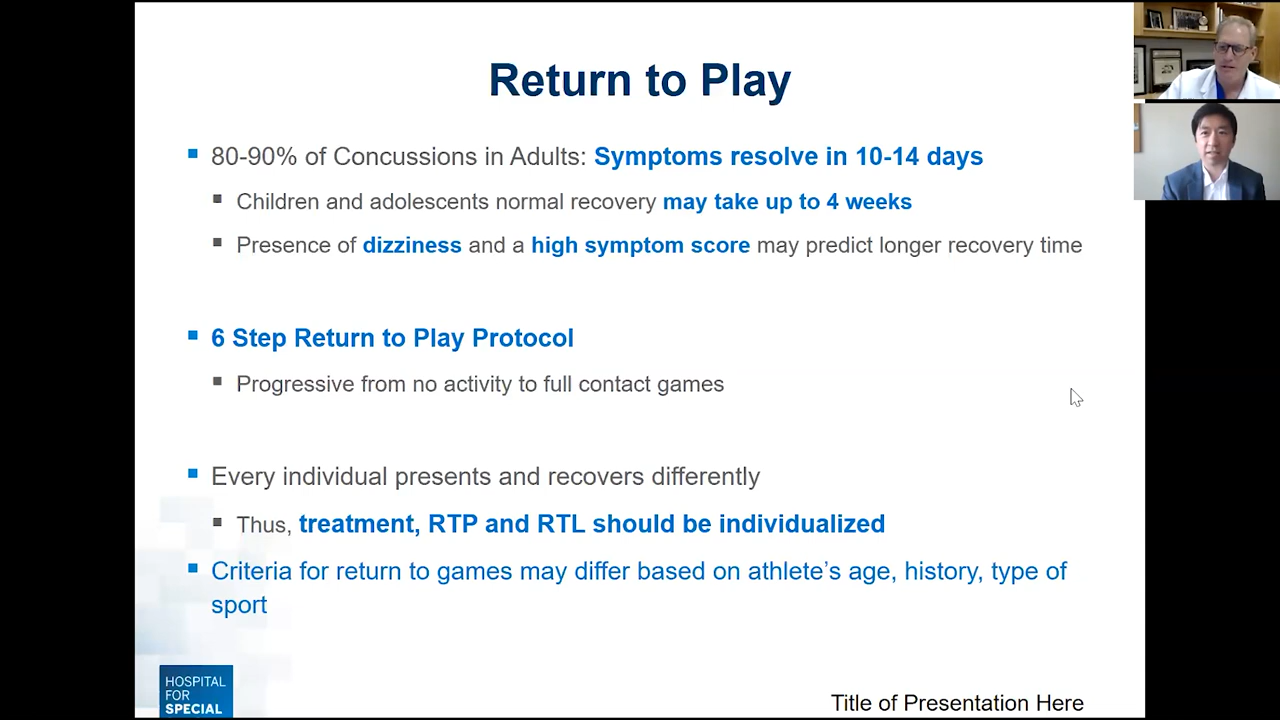 Return to Play
80-90% of Concussions in Adults: Symptoms resolve in 10-14 days
Children and adolescents normal recovery may take up to 4 weeks
Presence of dizziness and a high symptom score may predict longer recovery time
6 Step Return to Play Protocol
Progressive from no activity to full contact games
Every individual presents and recovers differently
Thus, treatment, RTP and RTL should be individualized
Criteria for return to games may differ based on athlete’s age, history, type of
sport
HOSPITAL
FOR
SPECIAL
Title of Presentation Here